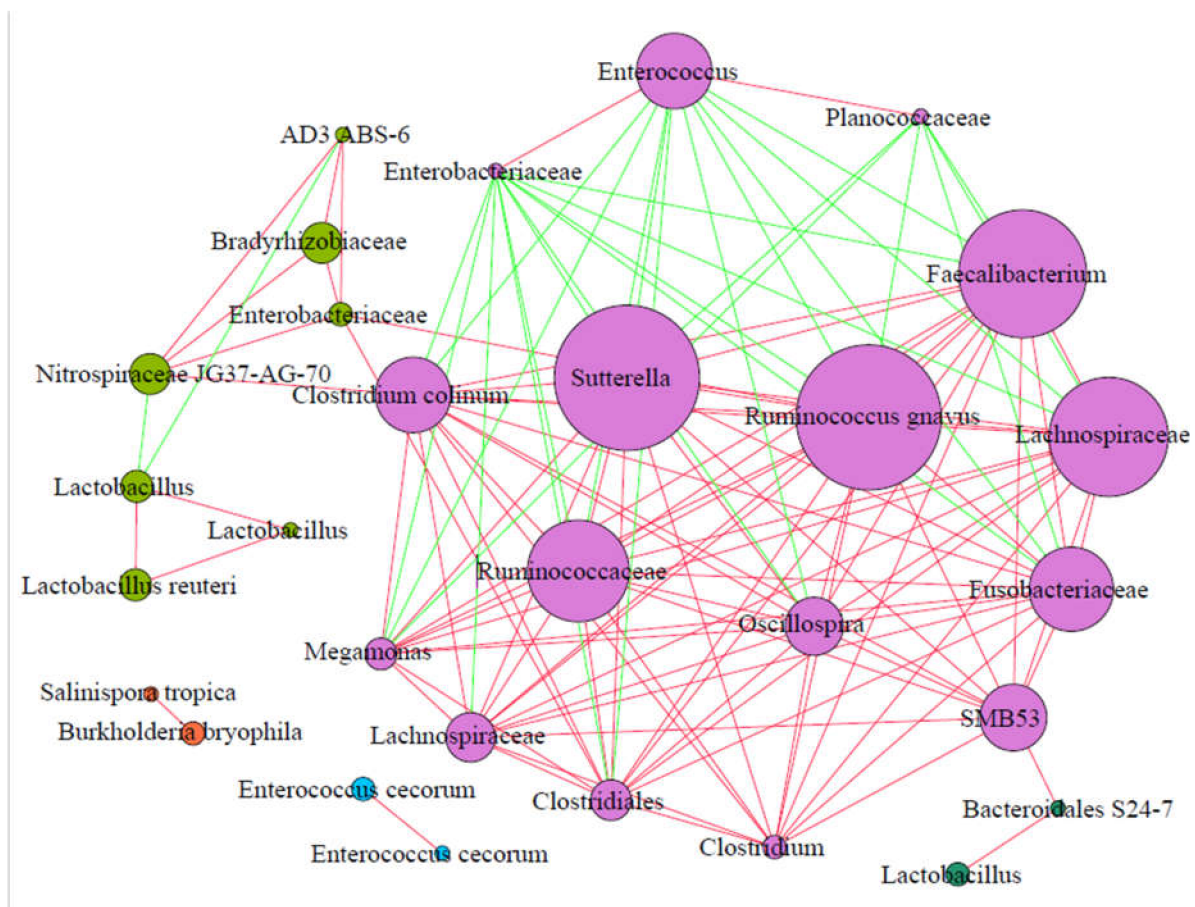 Enterococcus
Planococcaceae
AD3 ABS-6
Enterobacteriaceae
Bradyrhizobiaceae
Faecalibacterium
Enterobacteriaceae
Nitrospiraceae JG37-AG-70
Sutterella
Clostridium colinum
Ruminococcus gnavus
Lachnospiraceae
Lactobacillus
Lactobacillus
Ruminococcaceae
Lactobacillus reuteri
Fusobacteriaceae
Oscillospira
Megamonas
Salinispora tropica
SMB53
Burkholderia bryophila
Lachnospiraceae
Enterococcus cecorum
Clostridiales
Bacteroidales S24-7
Clostridium
Enterococcus cecorum
Lactobacillus